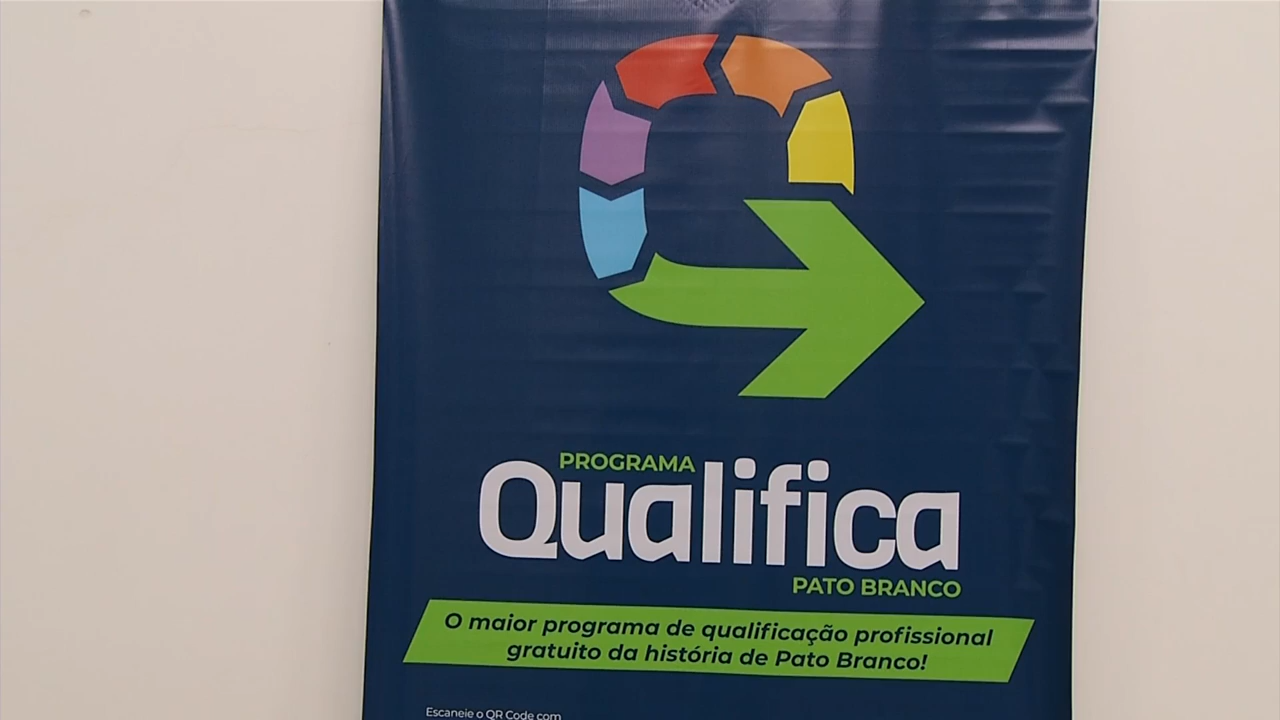 PROGRAMA
Qualifica
PATO BRANCO
O maior programa de qualificação profissional
gratuito da história de Pato Branco!
Escaneie o QR Code com